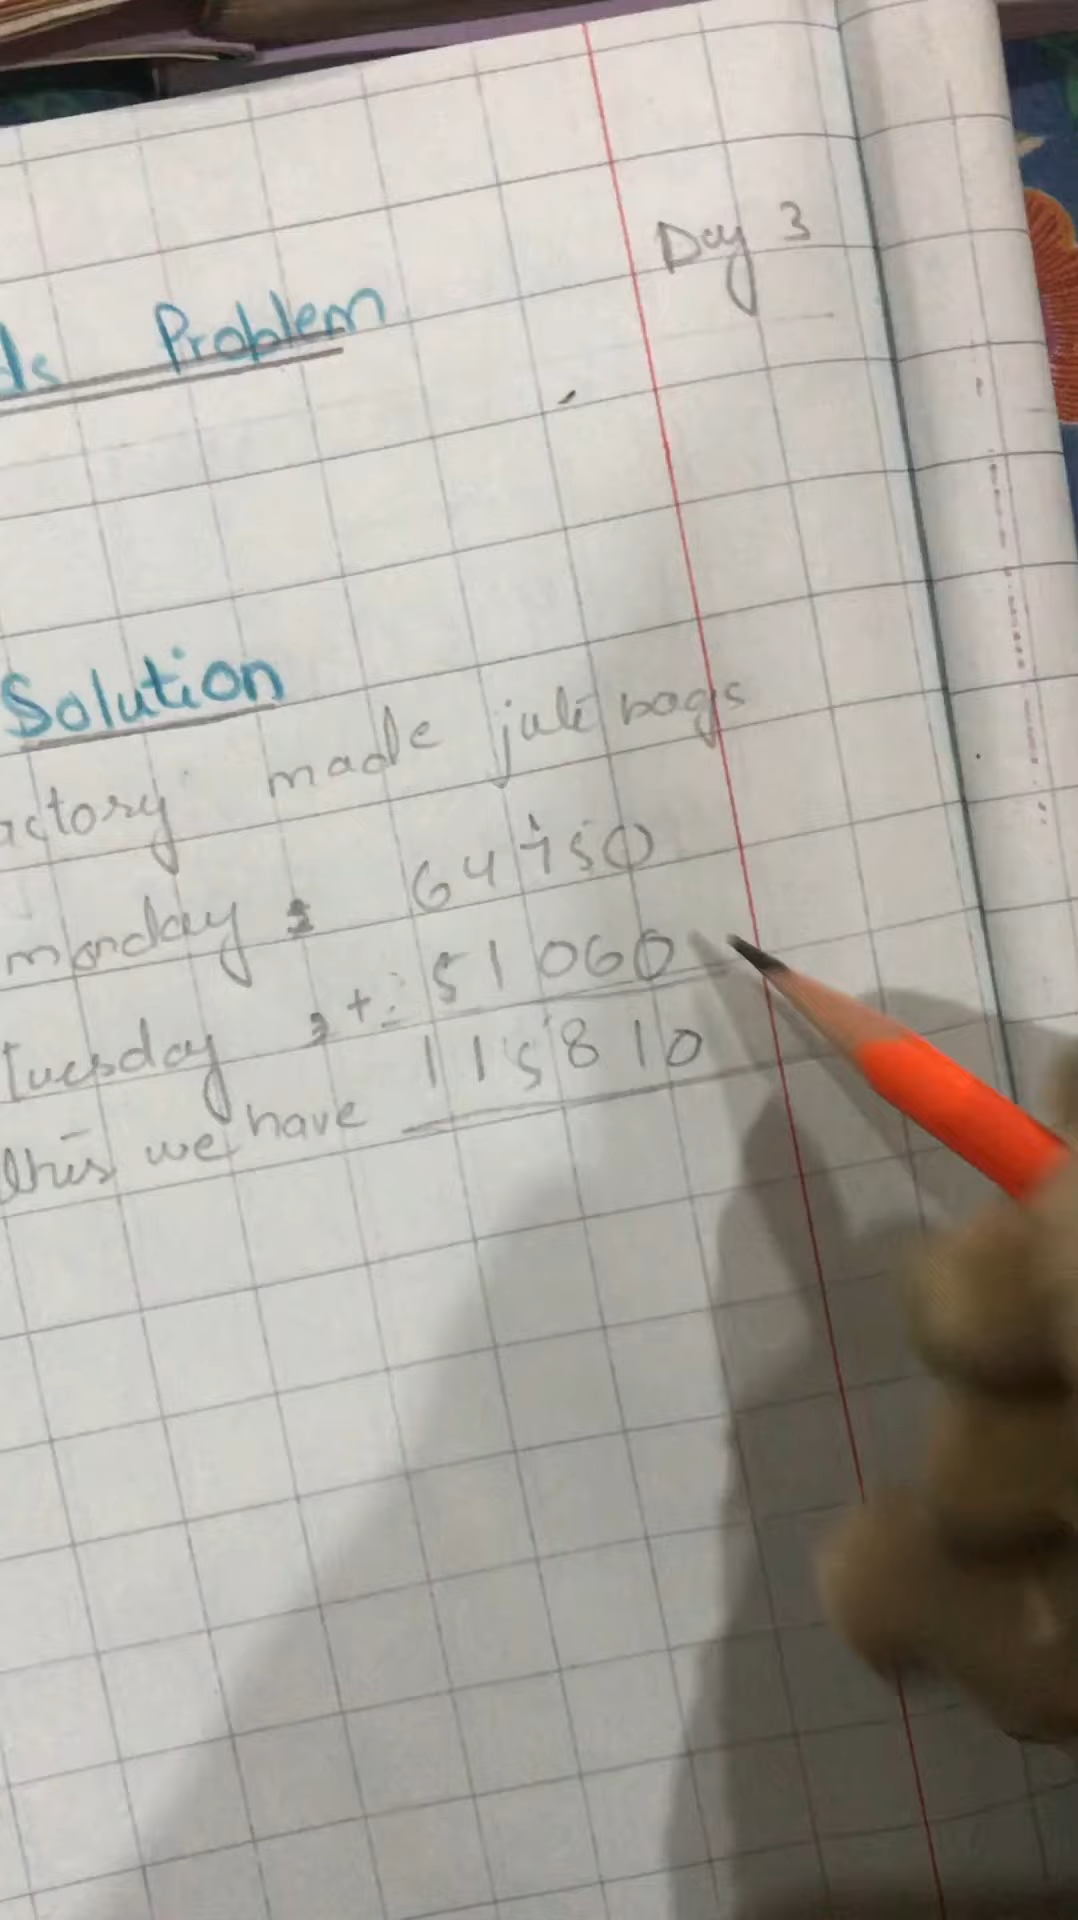 Day 3
ds Problem
Solution
actory made jute bags
monday : 64750
Tuesday : + : 51060
this we have 115810